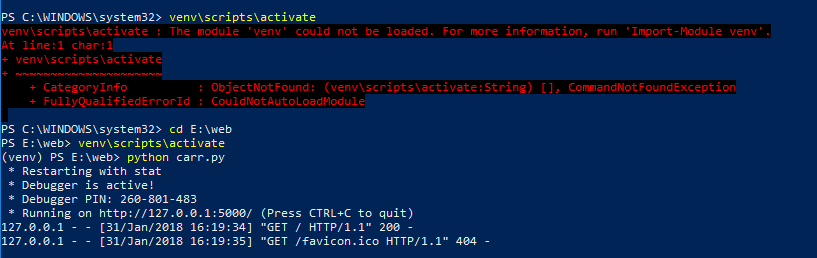 PS C:\WINDOWS\system32> venv\scripts\activate
venv\scripts\activate : The module 'venv' could not be loaded. For more information, run 'Import-Module venv'.
At line:1 char:1
+ venv\scripts\activate
+ ~~~~~~~~~~~~~~~~~~~~~
    + CategoryInfo          : ObjectNotFound: (venv\scripts\activate:String) [], CommandNotFoundException
    + FullyQualifiedErrorId : CouldNotAutoLoadModule
PS C:\WINDOWS\system32> cd E:\web
PS E:\web> venv\scripts\activate
(venv) PS E:\web> python carr.py
 * Restarting with stat
 * Debugger is active!
 * Debugger PIN: 260-801-483
 * Running on http://127.0.0.1:5000/ (Press CTRL+C to quit)
127.0.0.1 - - [31/Jan/2018 16:19:34] "GET / HTTP/1.1" 200 -
127.0.0.1 - - [31/Jan/2018 16:19:35] "GET /favicon.ico HTTP/1.1" 404 -